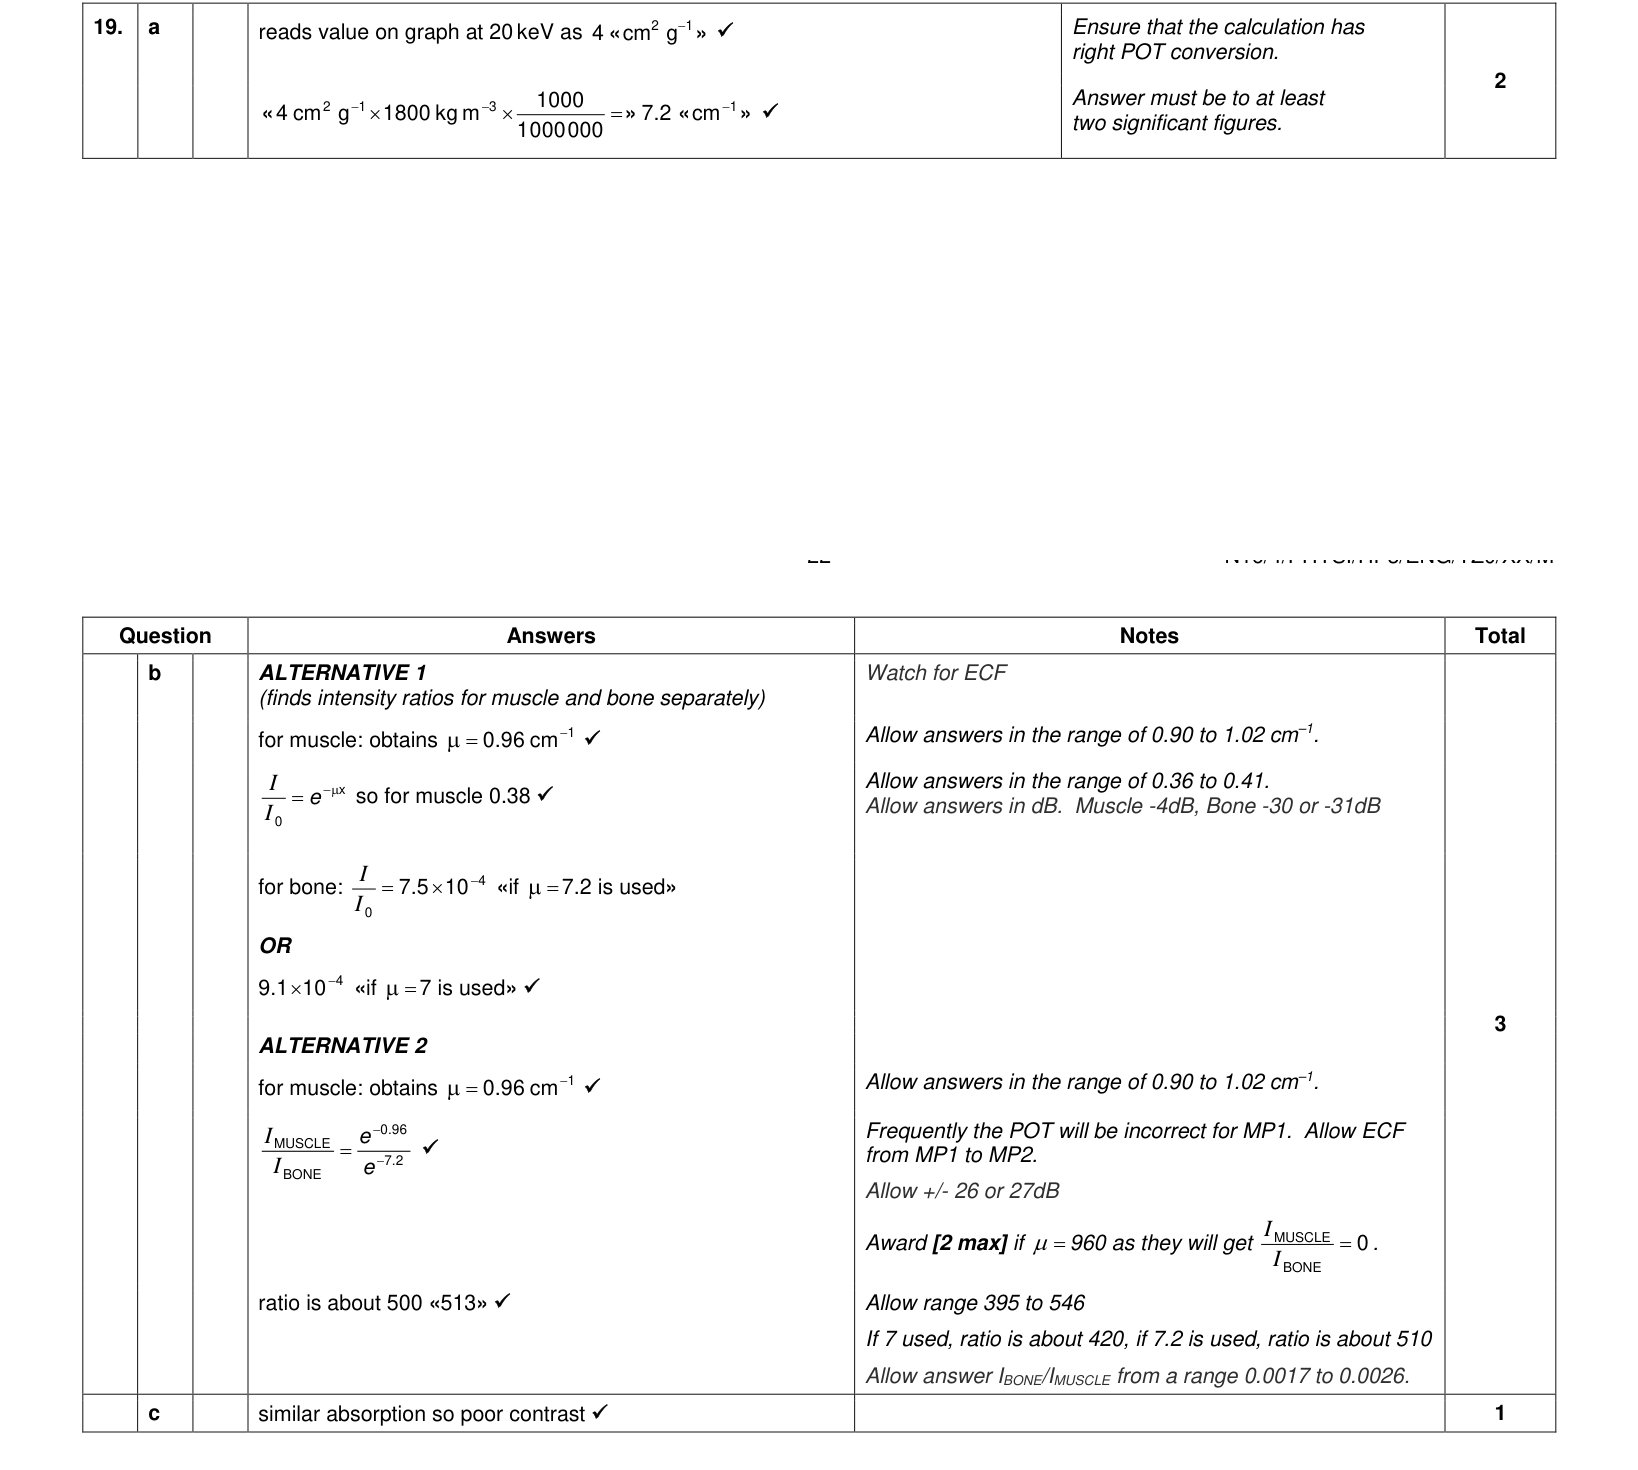 19. a reads value on graph at 20 keV as 4 «cm² g⁻¹» ✓ Ensure that the calculation has
right POT conversion.
2
«4 cm² g⁻¹ × 1800 kg m⁻³ × 1000/1000000 =» 7.2 «cm⁻¹» ✓ Answer must be to at least
two significant figures.
Question Answers Notes Total
b ALTERNATIVE 1 Watch for ECF
(finds intensity ratios for muscle and bone separately)
for muscle: obtains μ = 0.96 cm⁻¹ ✓ Allow answers in the range of 0.90 to 1.02 cm⁻¹.
I/I₀ = e^(−μx) so for muscle 0.38 ✓ Allow answers in the range of 0.36 to 0.41.
Allow answers in dB. Muscle -4dB, Bone -30 or -31dB
for bone: I/I₀ = 7.5×10⁻⁴ «if μ = 7.2 is used»
OR
9.1×10⁻⁴ «if μ = 7 is used» ✓
3
ALTERNATIVE 2
for muscle: obtains μ = 0.96 cm⁻¹ ✓ Allow answers in the range of 0.90 to 1.02 cm⁻¹.
I_MUSCLE/I_BONE = e^(−0.96)/e^(−7.2) ✓ Frequently the POT will be incorrect for MP1. Allow ECF
from MP1 to MP2.
Allow +/- 26 or 27dB
Award [2 max] if μ = 960 as they will get I_MUSCLE/I_BONE = 0.
ratio is about 500 «513» ✓ Allow range 395 to 546
If 7 used, ratio is about 420, if 7.2 is used, ratio is about 510
Allow answer I_BONE/I_MUSCLE from a range 0.0017 to 0.0026.
c similar absorption so poor contrast ✓ 1